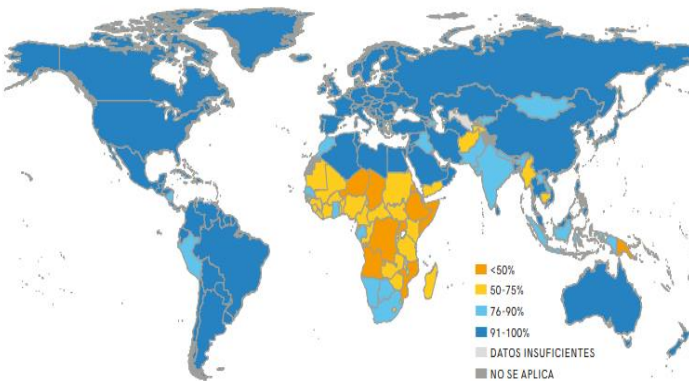 <50%
50-75%
76-90%
91-100%
DATOS INSUFICIENTES
NO SE APLICA